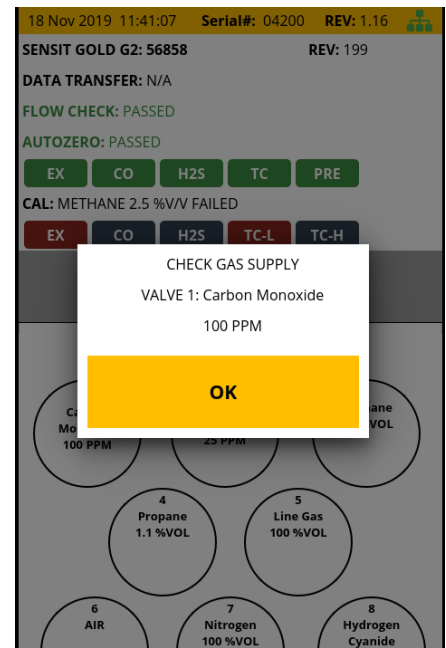 18 Nov 2019 11:41:07 Serial#: 04200 REV: 1.16
SENSIT GOLD G2: 56858 REV: 199
DATA TRANSFER: N/A
FLOW CHECK: PASSED
AUTOZERO: PASSED
EX CO H2S TC PRE
CAL: METHANE 2.5 %V/V FAILED
EX CO H2S TC-L TC-H
CHECK GAS SUPPLY
VALVE 1: Carbon Monoxide
100 PPM
OK
100 PPM
25 PPM
4
Propane
1.1 %VOL
5
Line Gas
100 %VOL
6
AIR
7
Nitrogen
100 %VOL
8
Hydrogen
Cyanide